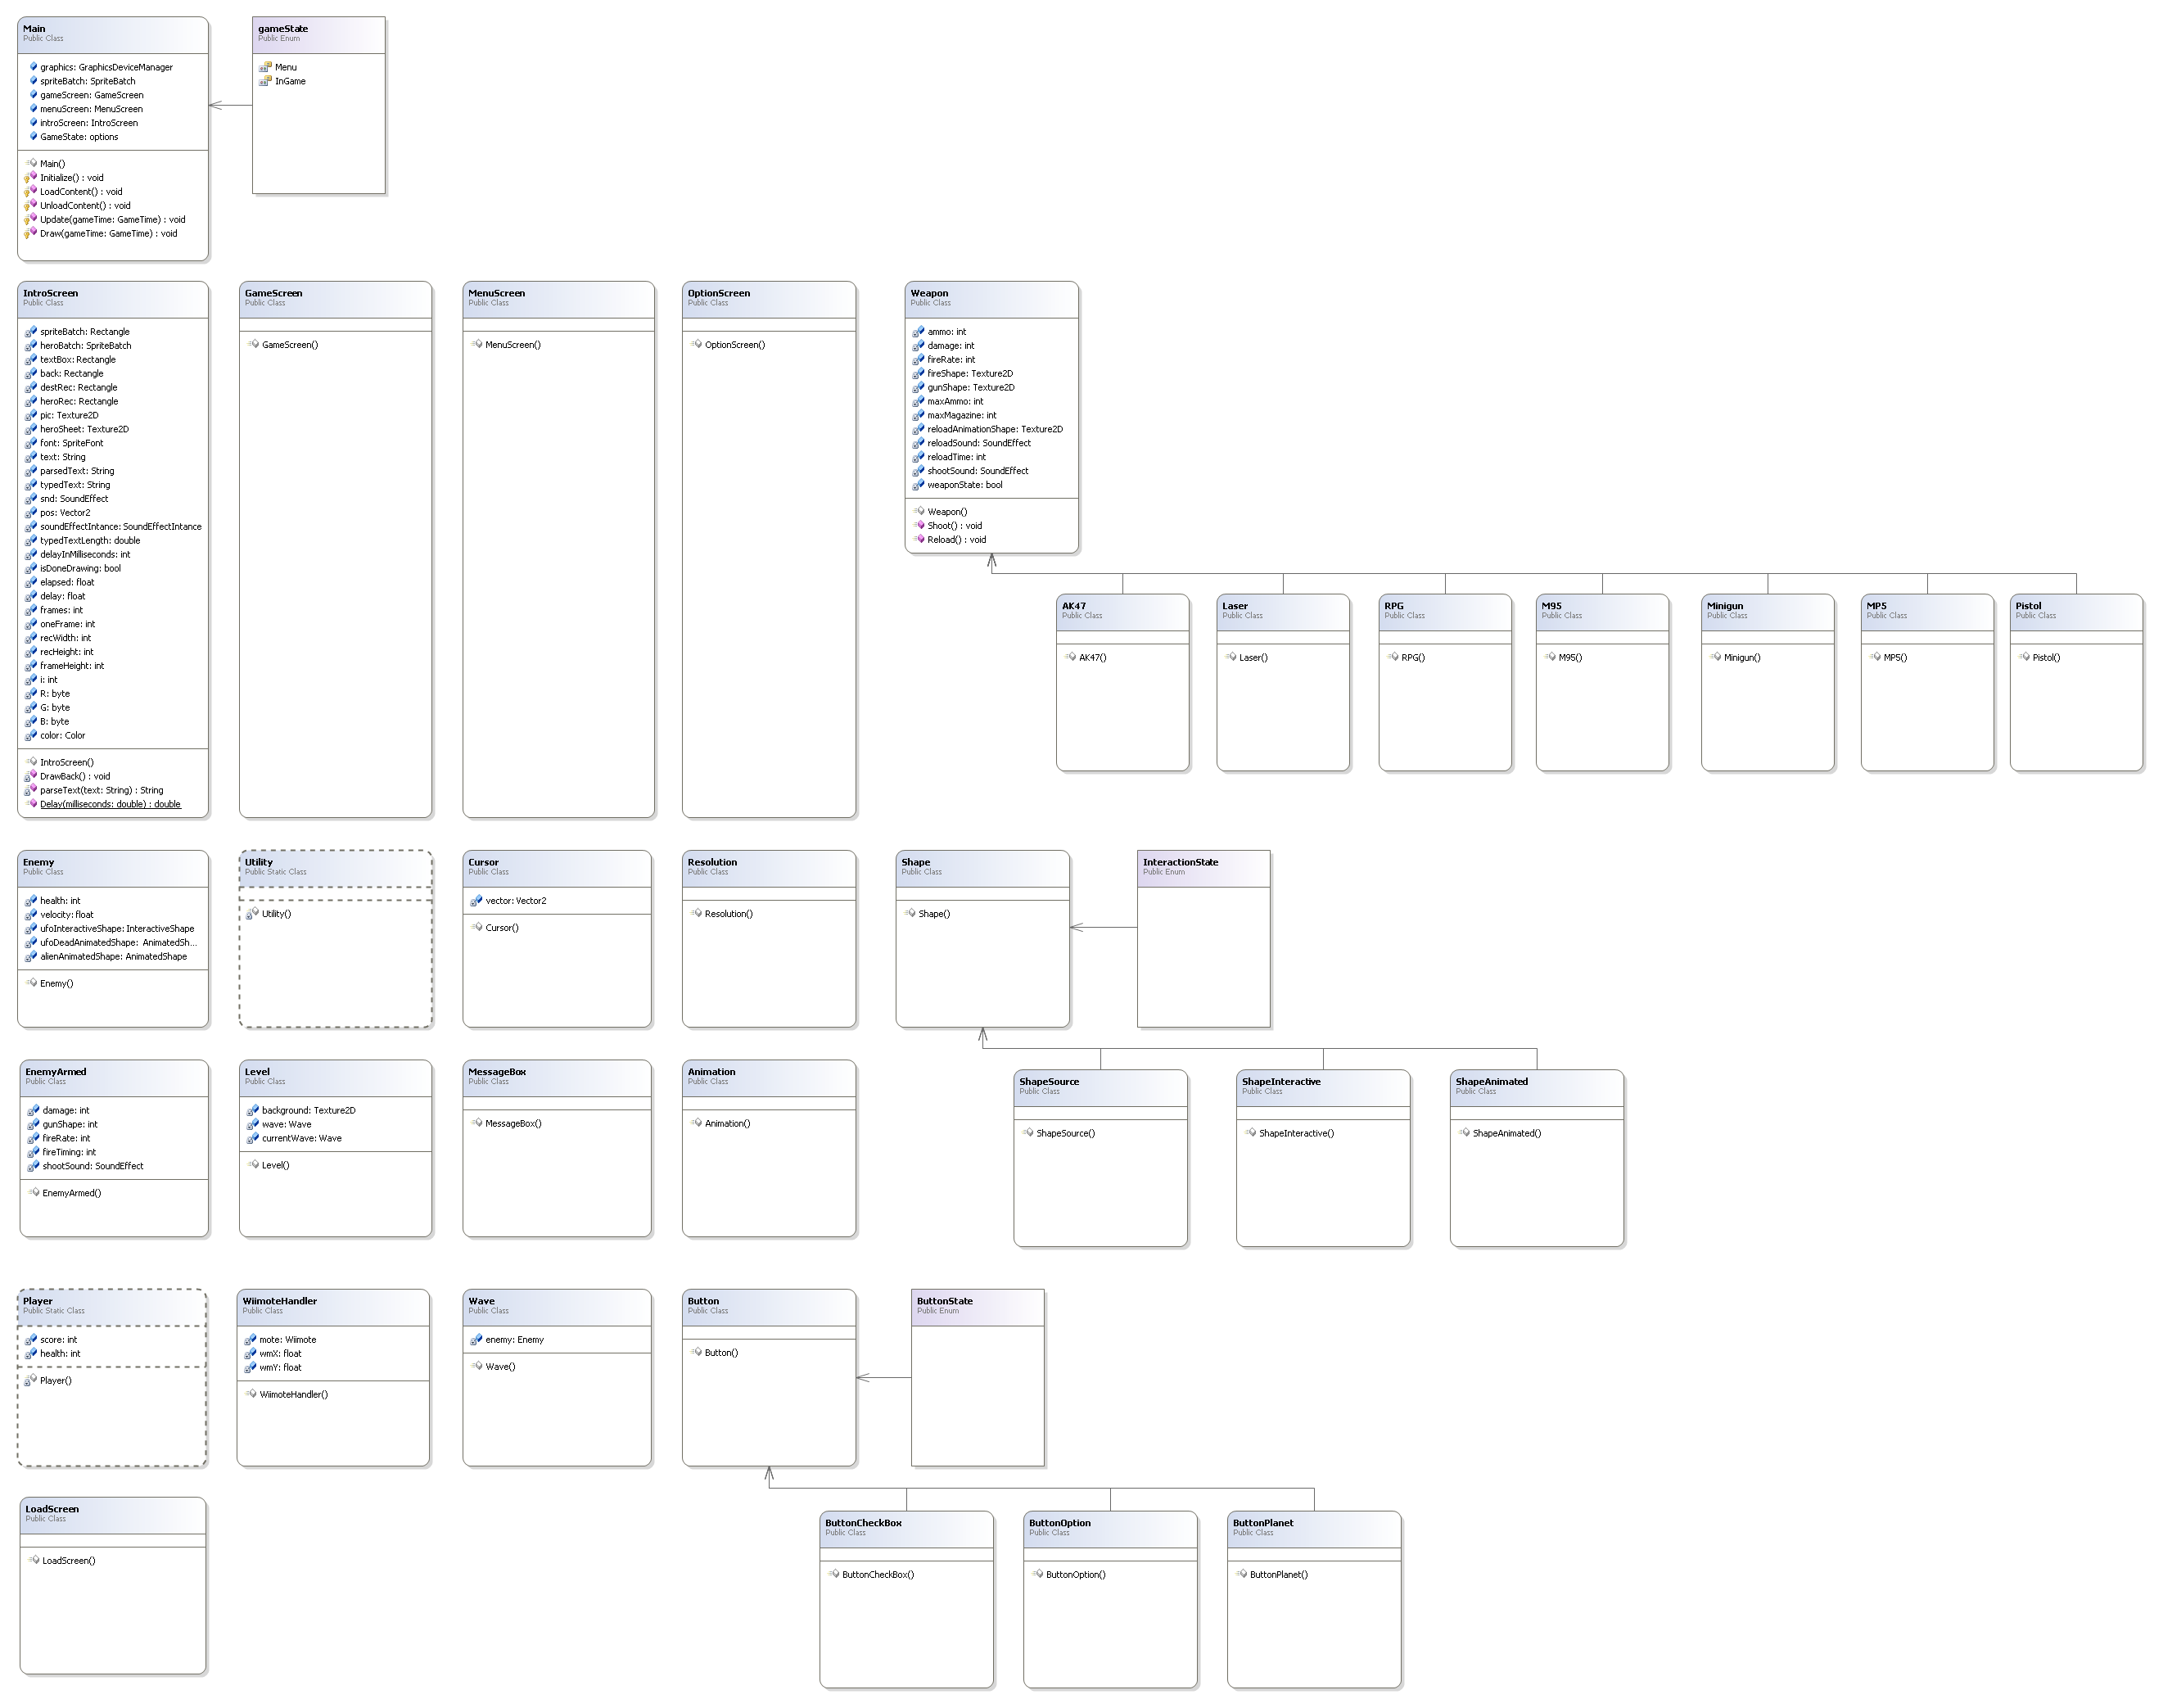 Main
Public Class
graphics: GraphicsDeviceManager
spriteBatch: SpriteBatch
gameScreen: GameScreen
menuScreen: MenuScreen
introScreen: IntroScreen
GameState: options
Main()
Initialize() : void
LoadContent() : void
UnloadContent() : void
Update(gameTime: GameTime) : void
Draw(gameTime: GameTime) : void
gameState
Public Enum
Menu
InGame
IntroScreen
Public Class
spriteBatch: Rectangle
heroBatch: SpriteBatch
textBox: Rectangle
back: Rectangle
destRec: Rectangle
heroRec: Rectangle
pic: Texture2D
heroSheet: Texture2D
font: SpriteFont
text: String
parsedText: String
typedText: String
snd: SoundEffect
pos: Vector2
soundEffectIntance: SoundEffectIntance
typedTextLength: double
delayInMilliseconds: int
isDoneDrawing: bool
elapsed: float
delay: float
frames: int
oneFrame: int
recWidth: int
recHeight: int
frameHeight: int
i: int
R: byte
G: byte
B: byte
color: Color
IntroScreen()
DrawBack() : void
parseText(text: String) : String
Delay(milliseconds: double) : double
GameScreen
Public Class
GameScreen()
MenuScreen
Public Class
MenuScreen()
OptionScreen
Public Class
OptionScreen()
Weapon
Public Class
ammo: int
damage: int
fireRate: int
fireShape: Texture2D
gunShape: Texture2D
maxAmmo: int
maxMagazine: int
reloadAnimationShape: Texture2D
reloadSound: SoundEffect
reloadTime: int
shootSound: SoundEffect
weaponState: bool
Weapon()
Shoot() : void
Reload() : void
AK47
Public Class
AK47()
Laser
Public Class
Laser()
RPG
Public Class
RPG()
M95
Public Class
M95()
Minigun
Public Class
Minigun()
MP5
Public Class
MP5()
Pistol
Public Class
Pistol()
Enemy
Public Class
health: int
velocity: float
ufoInteractiveShape: InteractiveShape
ufoDeadAnimatedShape: AnimatedSh...
alienAnimatedShape: AnimatedShape
Enemy()
Utility
Public Static Class
Utility()
Cursor
Public Class
vector: Vector2
Cursor()
Resolution
Public Class
Resolution()
Shape
Public Class
Shape()
InteractionState
Public Enum
EnemyArmed
Public Class
damage: int
gunShape: int
fireRate: int
fireTiming: int
shootSound: SoundEffect
EnemyArmed()
Level
Public Class
background: Texture2D
wave: Wave
currentWave: Wave
Level()
MessageBox
Public Class
MessageBox()
Animation
Public Class
Animation()
ShapeSource
Public Class
ShapeSource()
ShapeInteractive
Public Class
ShapeInteractive()
ShapeAnimated
Public Class
ShapeAnimated()
Player
Public Static Class
score: int
health: int
Player()
WiimoteHandler
Public Class
mote: Wiimote
wmX: float
wmY: float
WiimoteHandler()
Wave
Public Class
enemy: Enemy
Wave()
Button
Public Class
Button()
ButtonState
Public Enum
LoadScreen
Public Class
LoadScreen()
ButtonCheckBox
Public Class
ButtonCheckBox()
ButtonOption
Public Class
ButtonOption()
ButtonPlanet
Public Class
ButtonPlanet()